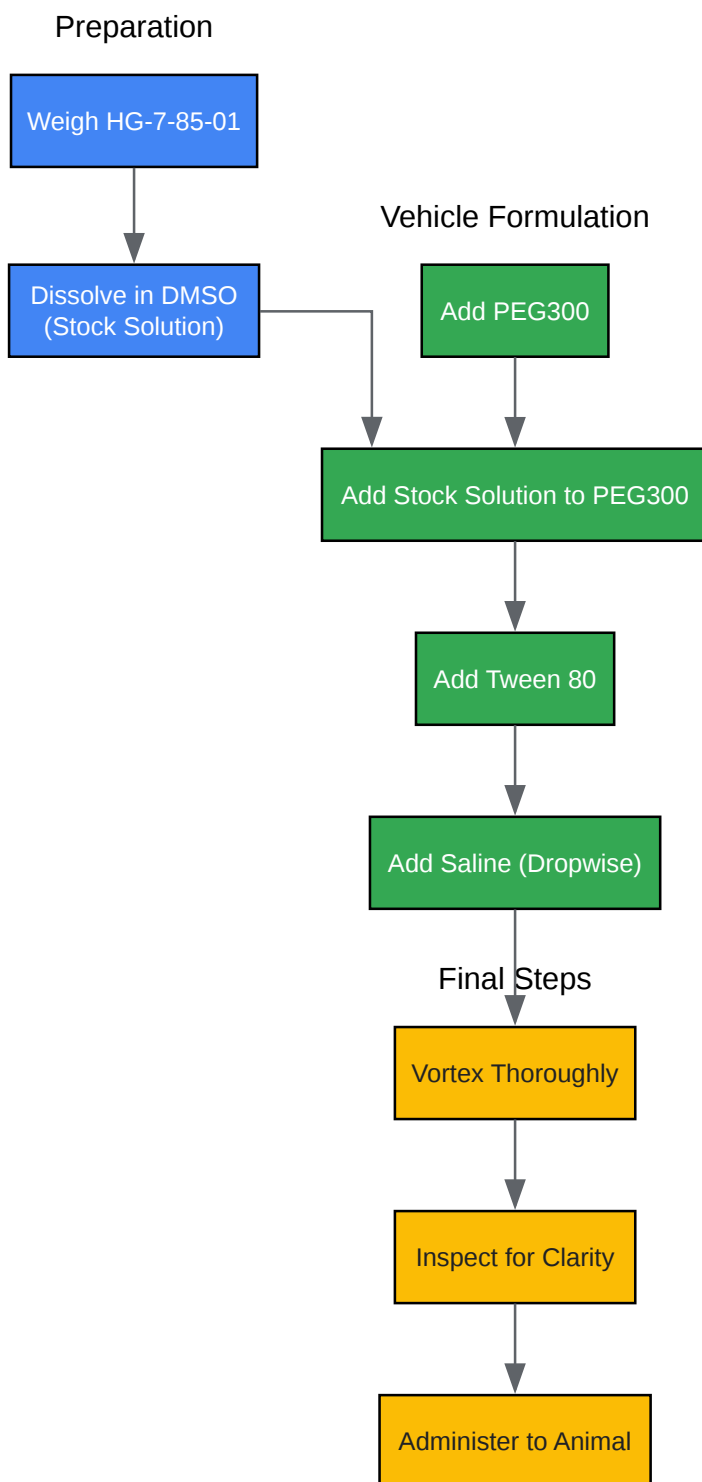 Preparation
Weigh HG-7-85-01
Dissolve in DMSO
(Stock Solution)
Vehicle Formulation
Add PEG300
Add Stock Solution to PEG300
Add Tween 80
Add Saline (Dropwise)
Final Steps
Vortex Thoroughly
Inspect for Clarity
Administer to Animal